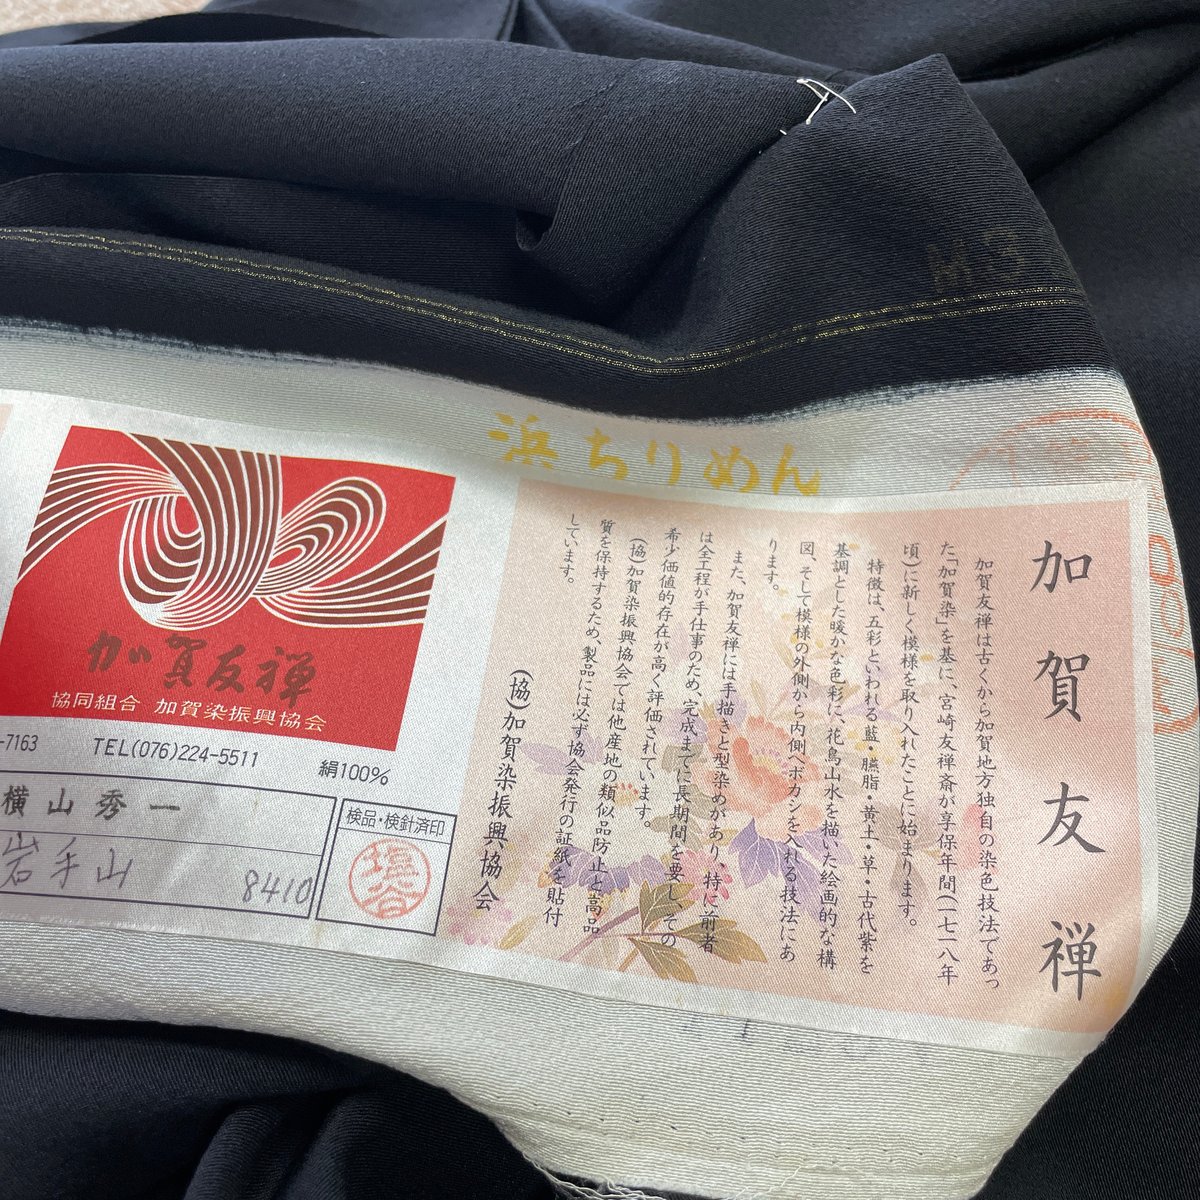 M 3
浜ちりめん
加賀友禅
加賀友禅は古くから加賀地方独自の染色技法であっ
た「加賀染」を基に、宮崎友禅斎が享保年間(一七一八年
頃)に新しく模様を取り入れたことに始まります。
特徴は、五彩といわれる藍・臙脂・黄土・草・古代紫を
基調とした暖かな色彩に、花鳥山水を描いた絵画的な構
図、そして模様の外側から内側へボカシを入れる技法にあ
ります。
また、加賀友禅には手描きと型染めがあり、特に前者
は全工程が手仕事のため、完成までに長期間を要し、その
希少価値的存在が高く評価されています。
(協)加賀染振興協会では他産地の類似品防止と高品
質を保持するため、製品には必ず協会発行の証紙を貼付
しています。
(協)加賀染振興協会
加賀友禅
協同組合 加賀染振興協会
-7163 TEL(076)224-5511 絹100%
横山秀一
岩手山 8410
検品・検針済印
塩谷